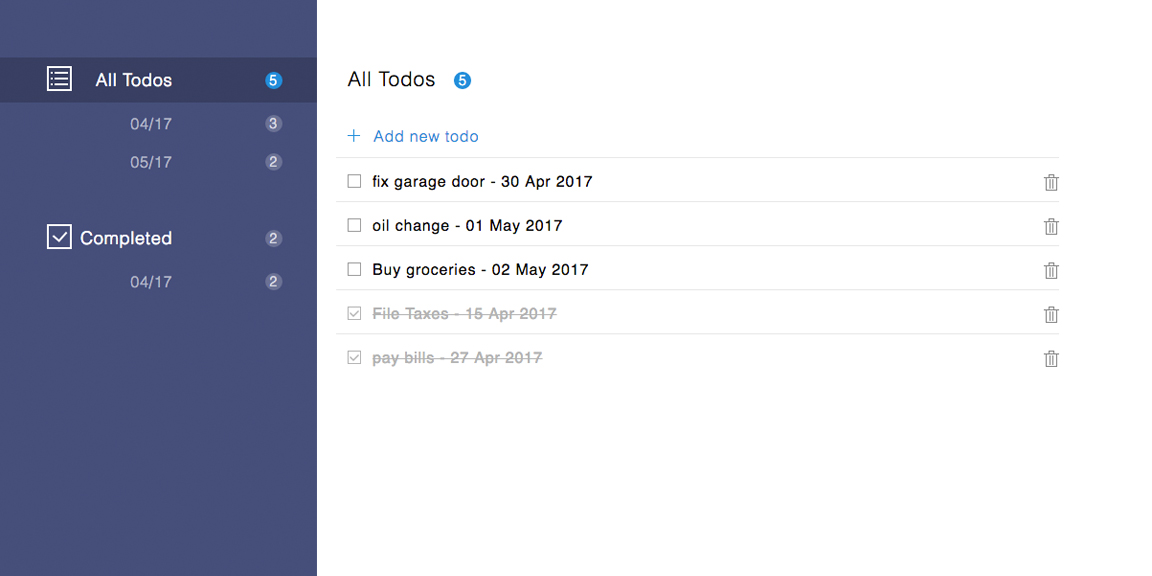 All Todos 5
04/17 3
05/17 2
Completed 2
04/17 2
All Todos 5
+ Add new todo
fix garage door - 30 Apr 2017
oil change - 01 May 2017
Buy groceries - 02 May 2017
File Taxes - 15 Apr 2017
pay bills - 27 Apr 2017